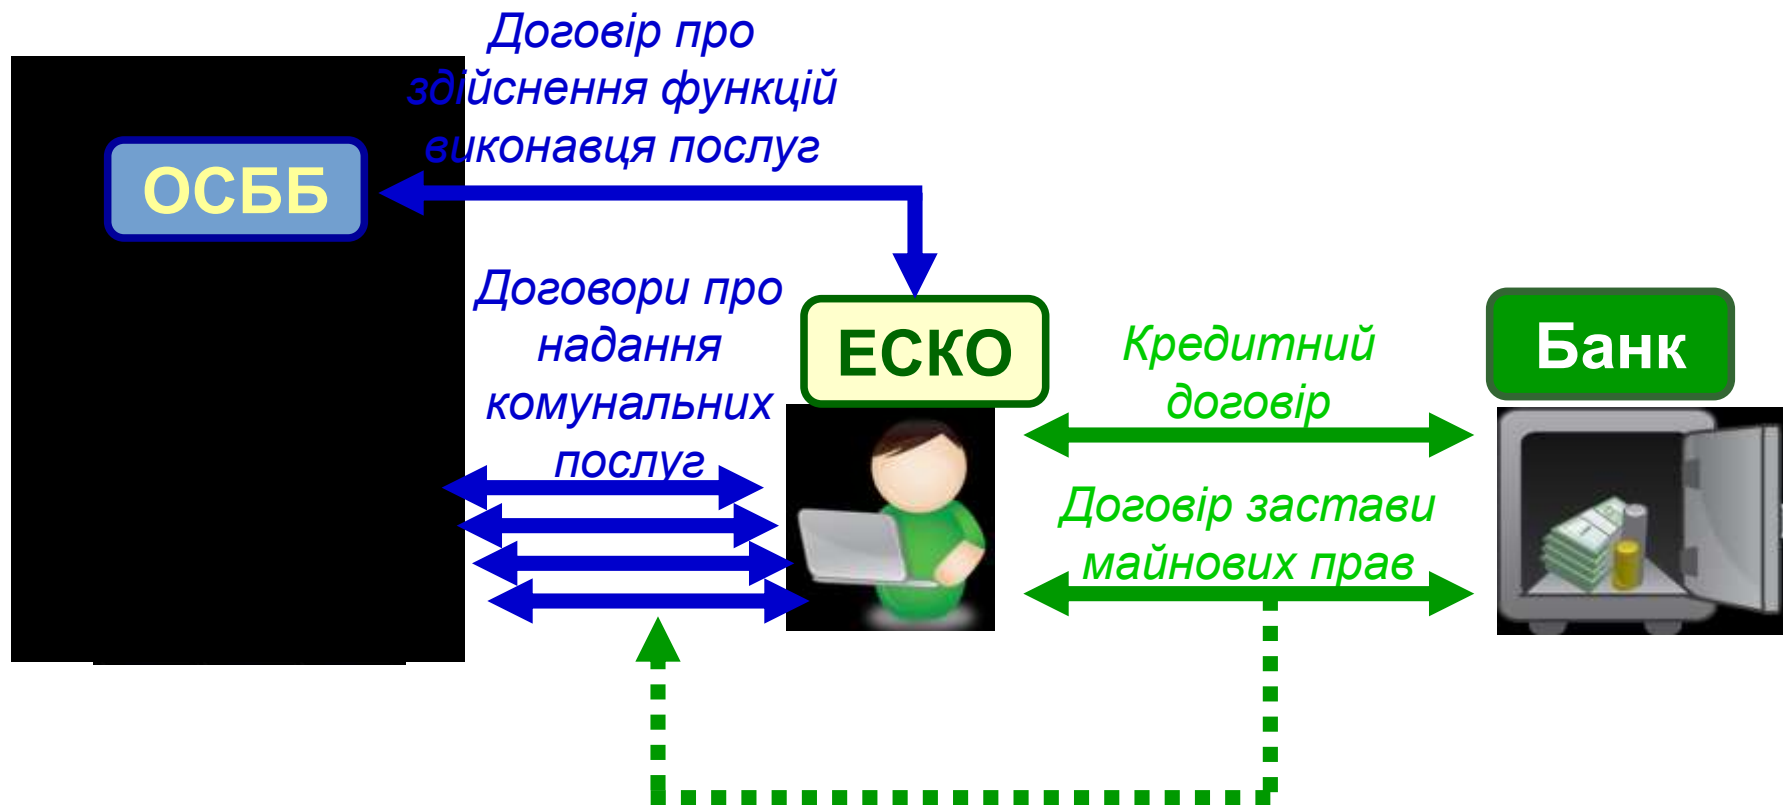 Договір про
здійснення функцій
виконавця послуг
ОСББ
Договори про
надання
комунальних
послуг
ЕСКО
Кредитний
договір
Банк
Договір застави
майнових прав